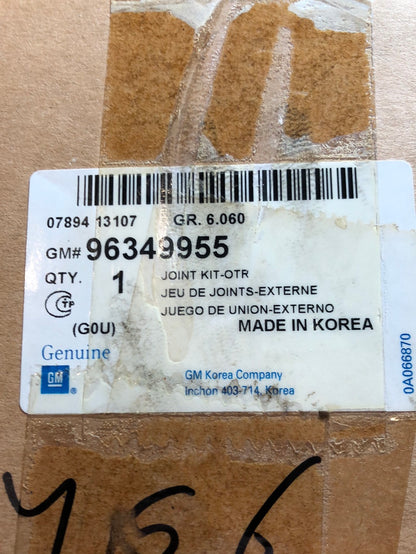 07894 13107 GR. 6.060
GM# 96349955
QTY. 1 JOINT KIT-OTR
JEU DE JOINTS-EXTERNE
JUEGO DE UNION-EXTERNO
(G0U) MADE IN KOREA
Genuine
GM
GM Korea Company
Inchon 403-714, Korea
0A066870